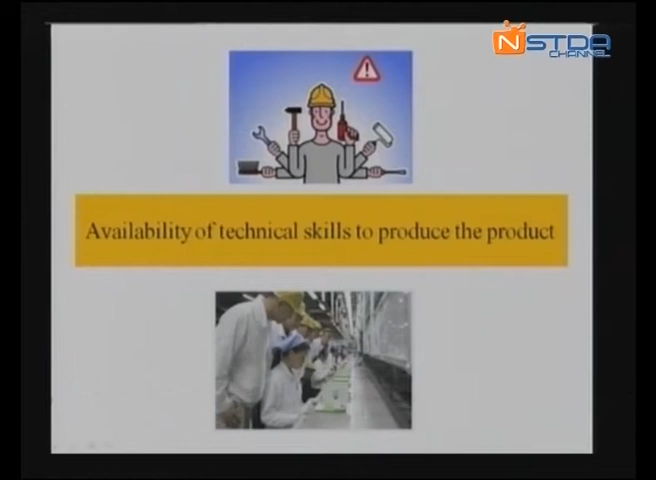 NSTDA
CHANNEL
Availability of technical skills to produce the product